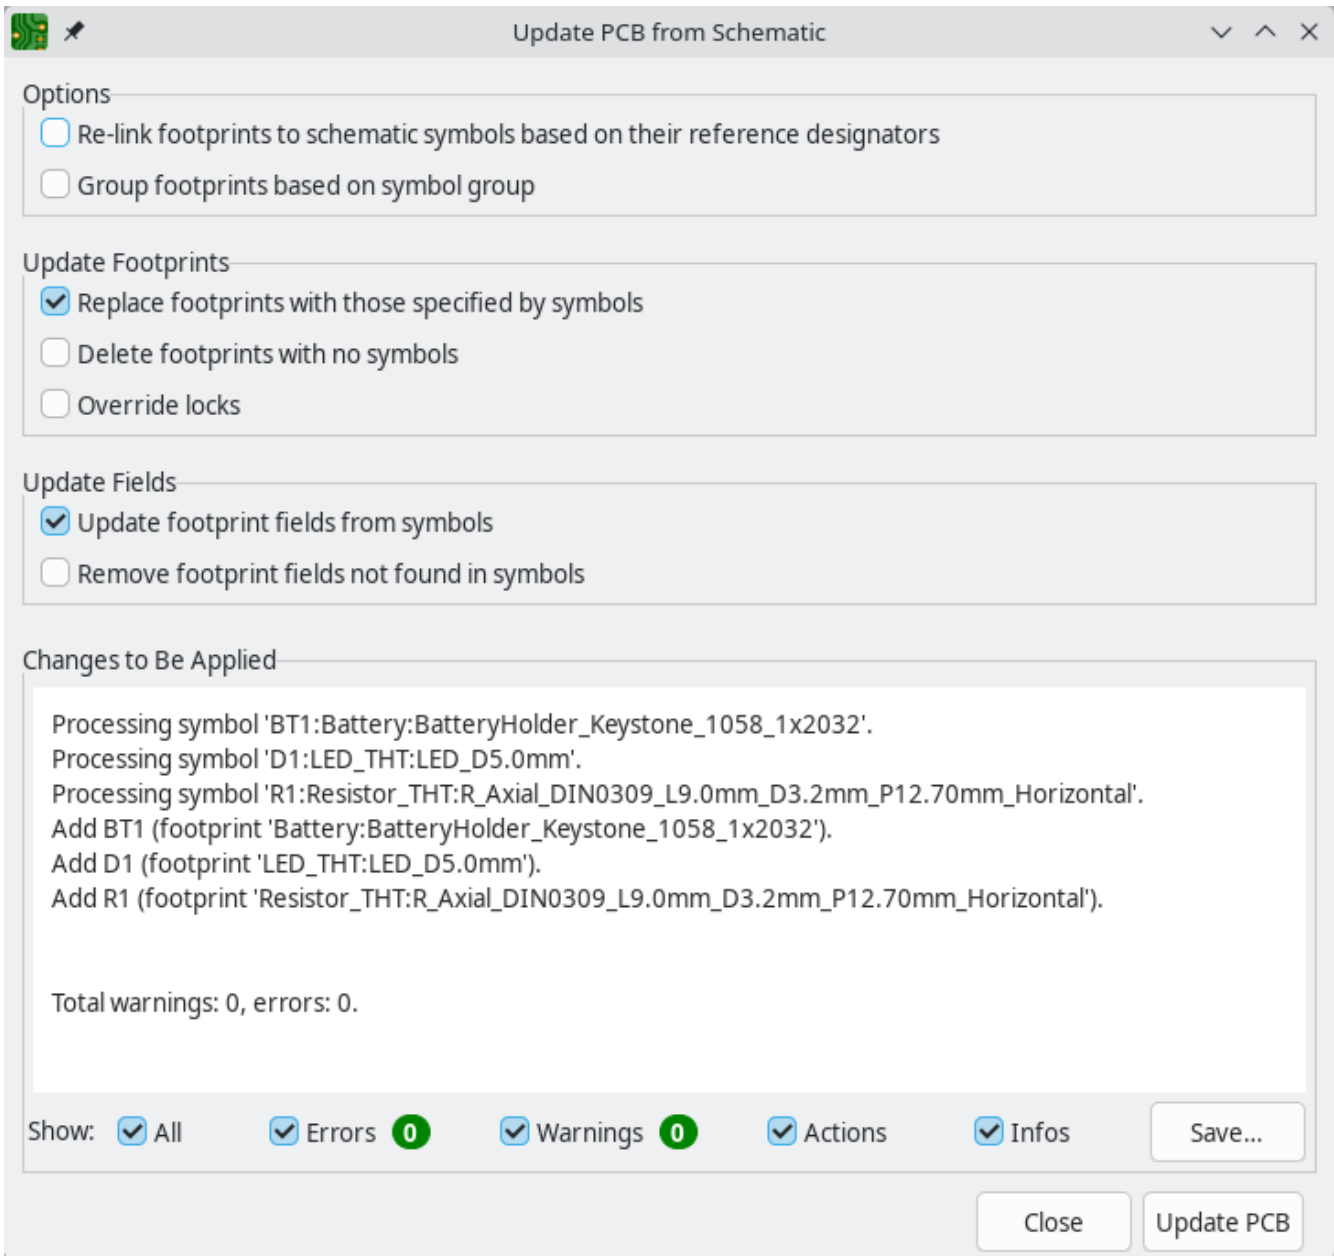 Update PCB from Schematic
Options
Re-link footprints to schematic symbols based on their reference designators
Group footprints based on symbol group
Update Footprints
Replace footprints with those specified by symbols
Delete footprints with no symbols
Override locks
Update Fields
Update footprint fields from symbols
Remove footprint fields not found in symbols
Changes to Be Applied
Processing symbol 'BT1:Battery:BatteryHolder_Keystone_1058_1x2032'.
Processing symbol 'D1:LED_THT:LED_D5.0mm'.
Processing symbol 'R1:Resistor_THT:R_Axial_DIN0309_L9.0mm_D3.2mm_P12.70mm_Horizontal'.
Add BT1 (footprint 'Battery:BatteryHolder_Keystone_1058_1x2032').
Add D1 (footprint 'LED_THT:LED_D5.0mm').
Add R1 (footprint 'Resistor_THT:R_Axial_DIN0309_L9.0mm_D3.2mm_P12.70mm_Horizontal').
Total warnings: 0, errors: 0.
Show: All Errors 0 Warnings 0 Actions Infos Save...
Close Update PCB